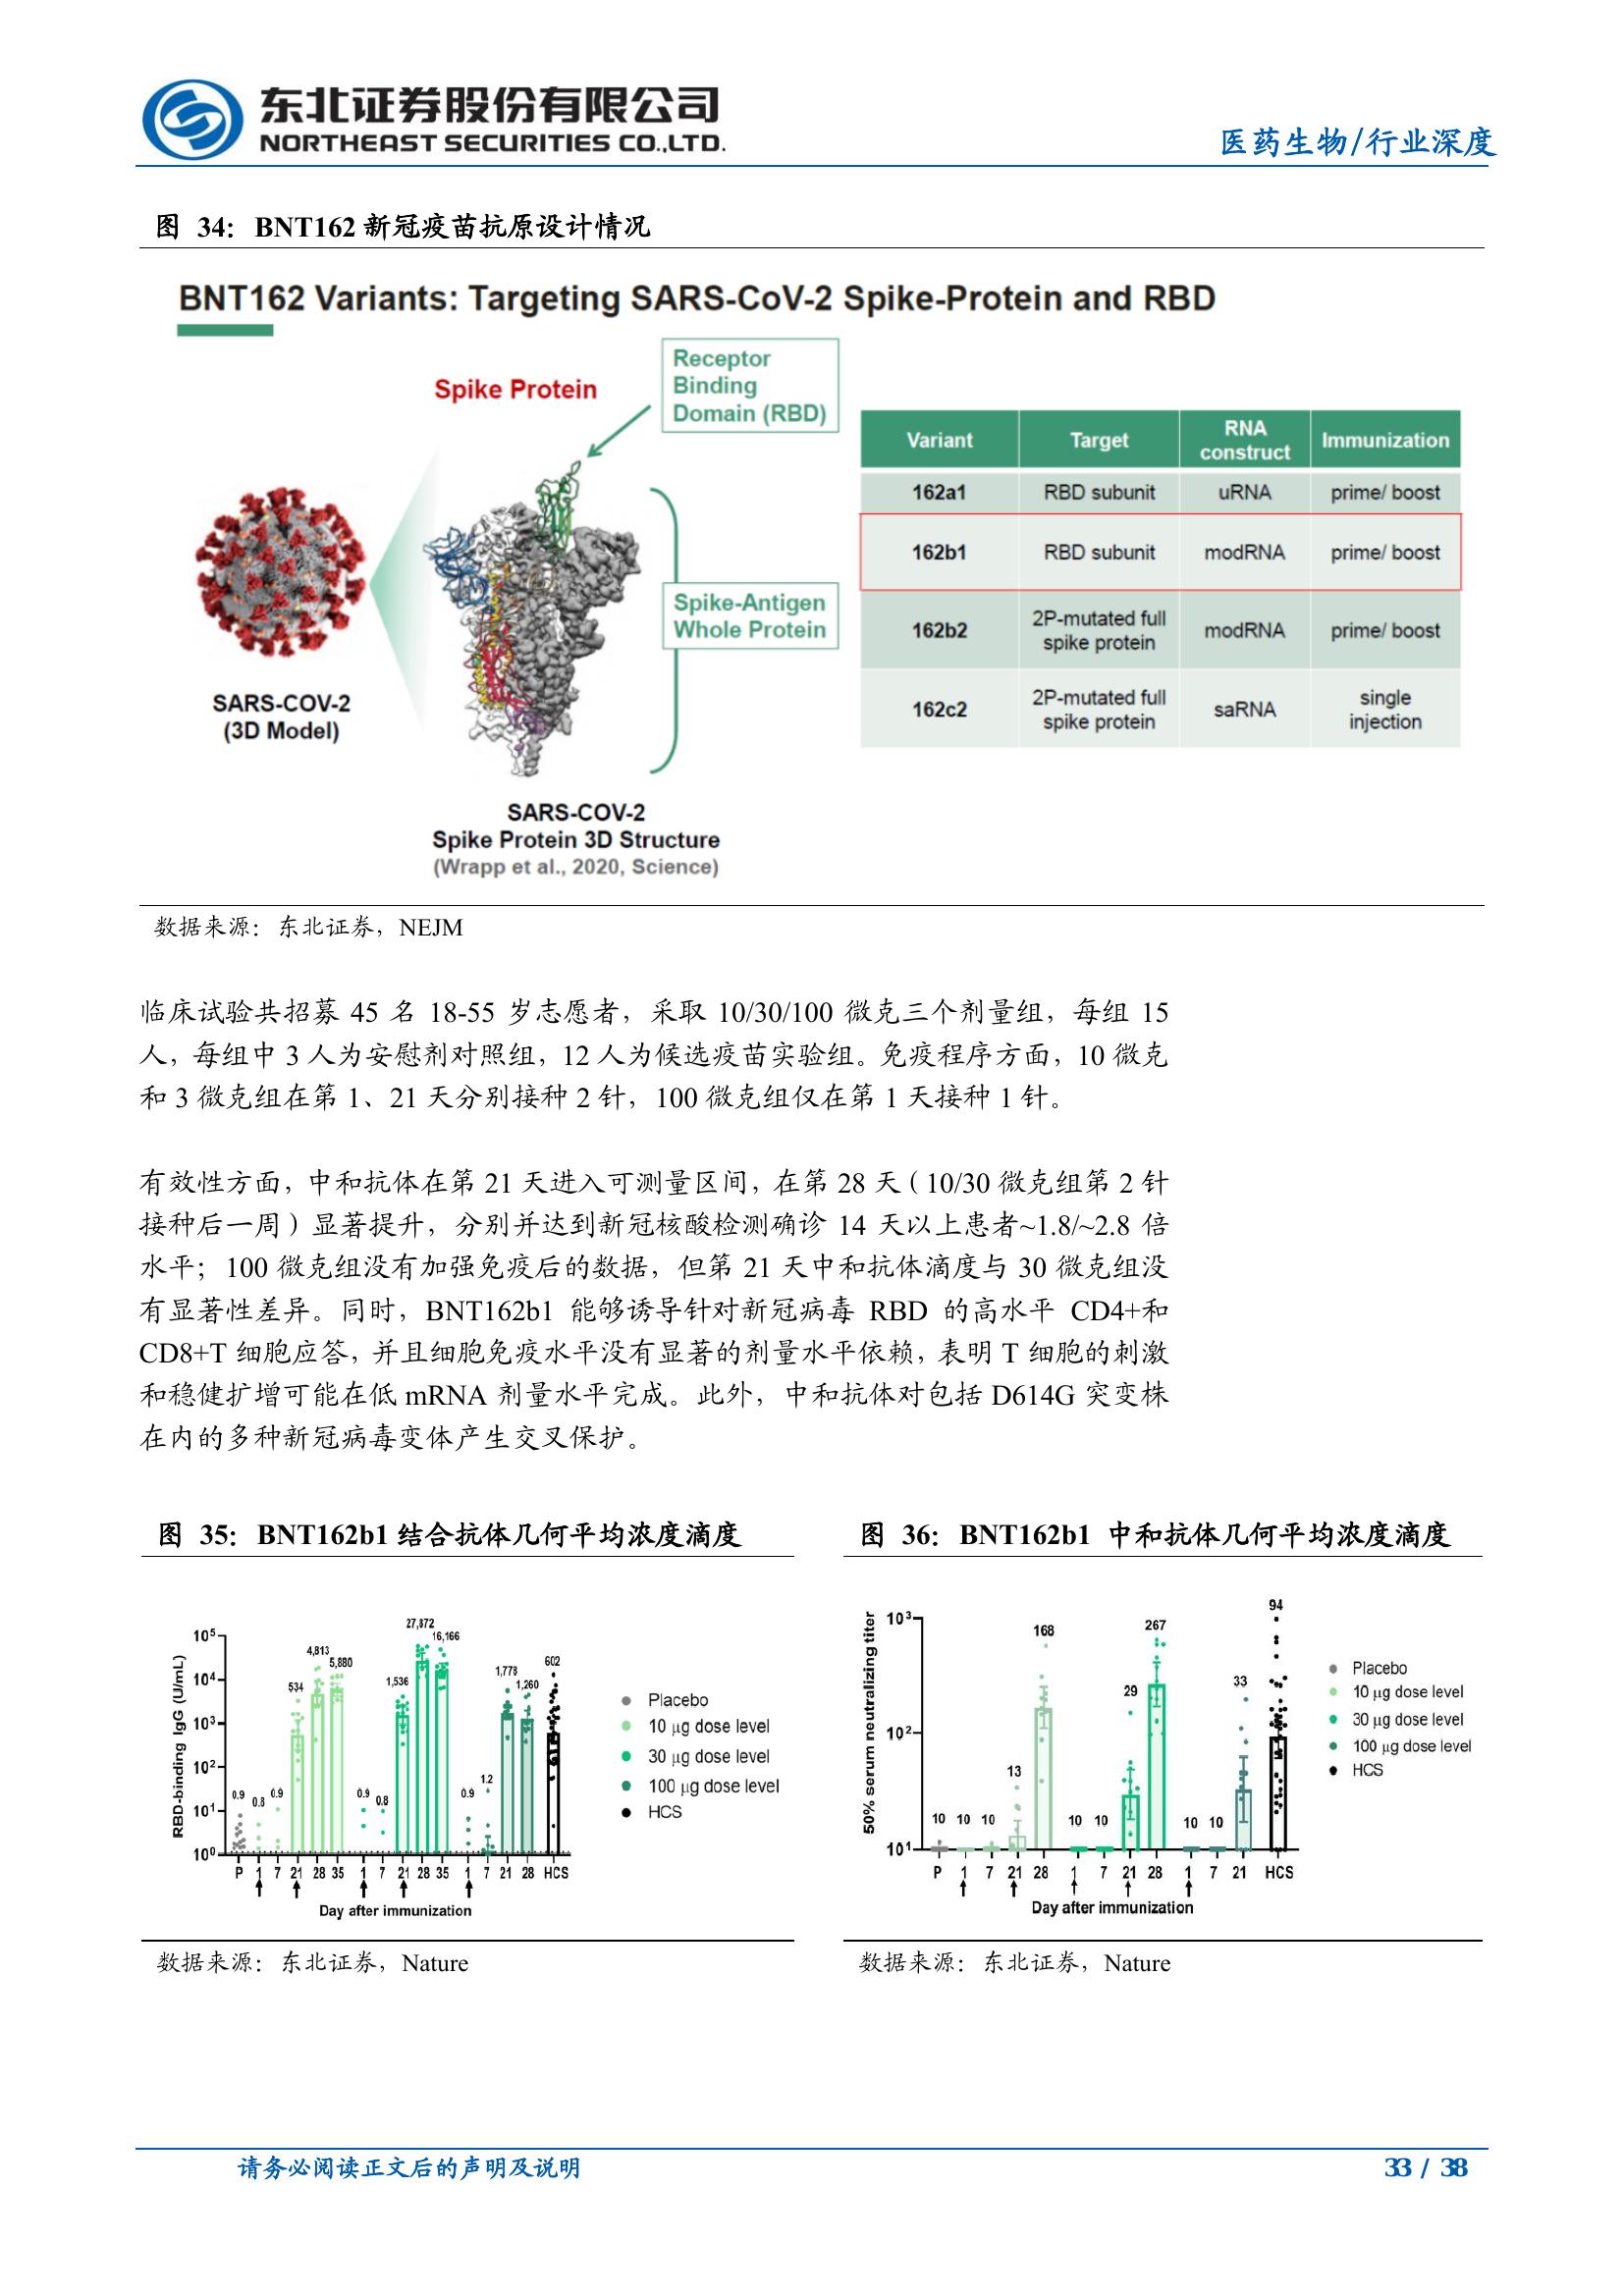 东北证券股份有限公司
NORTHEAST SECURITIES CO.,LTD.
医药生物/行业深度
图 34：BNT162 新冠疫苗抗原设计情况
BNT162 Variants: Targeting SARS-CoV-2 Spike-Protein and RBD
Spike Protein
Receptor
Binding
Domain (RBD)
Spike-Antigen
Whole Protein
SARS-COV-2
(3D Model)
SARS-COV-2
Spike Protein 3D Structure
(Wrapp et al., 2020, Science)
Variant Target RNA construct Immunization
162a1 RBD subunit uRNA prime/ boost
162b1 RBD subunit modRNA prime/ boost
162b2 2P-mutated full spike protein modRNA prime/ boost
162c2 2P-mutated full spike protein saRNA single injection
数据来源：东北证券，NEJM
临床试验共招募 45 名 18-55 岁志愿者，采取 10/30/100 微克三个剂量组，每组 15
人，每组中 3 人为安慰剂对照组，12 人为候选疫苗实验组。免疫程序方面，10 微克
和 3 微克组在第 1、21 天分别接种 2 针，100 微克组仅在第 1 天接种 1 针。
有效性方面，中和抗体在第 21 天进入可测量区间，在第 28 天（10/30 微克组第 2 针
接种后一周）显著提升，分别并达到新冠核酸检测确诊 14 天以上患者~1.8/~2.8 倍
水平；100 微克组没有加强免疫后的数据，但第 21 天中和抗体滴度与 30 微克组没
有显著性差异。同时，BNT162b1 能够诱导针对新冠病毒 RBD 的高水平 CD4+和
CD8+T 细胞应答，并且细胞免疫水平没有显著的剂量水平依赖，表明 T 细胞的刺激
和稳健扩增可能在低 mRNA 剂量水平完成。此外，中和抗体对包括 D614G 突变株
在内的多种新冠病毒变体产生交叉保护。
图 35：BNT162b1 结合抗体几何平均浓度滴度
RBD-binding IgG (U/mL)
10⁵
10⁴
10³
10²
10¹
10⁰
0.9 0.8 0.9 534 4,813 5,880 0.9 0.8 1,536 27,872 16,166 0.9 1.2 1,778 1,260 602
P 1 7 21 28 35 1 7 21 28 35 1 7 21 28 HCS
Day after immunization
Placebo
10 μg dose level
30 μg dose level
100 μg dose level
HCS
数据来源：东北证券，Nature
图 36：BNT162b1 中和抗体几何平均浓度滴度
50% serum neutralizing titer
10³
10²
10¹
10 10 10 13 168 10 10 29 267 10 10 33 94
P 1 7 21 28 1 7 21 28 1 7 21 HCS
Day after immunization
Placebo
10 μg dose level
30 μg dose level
100 μg dose level
HCS
数据来源：东北证券，Nature
请务必阅读正文后的声明及说明
33 / 38